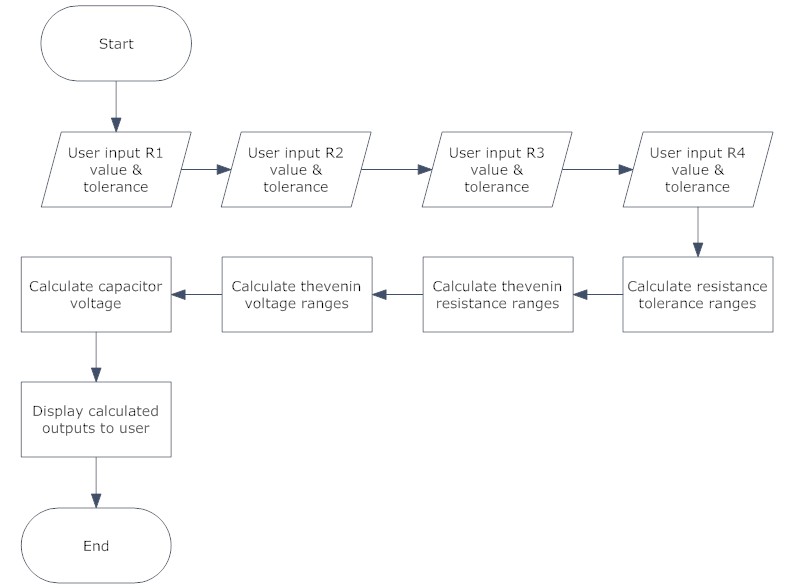 Start
User input R1
value &
tolerance
User input R2
value &
tolerance
User input R3
value &
tolerance
User input R4
value &
tolerance
Calculate resistance
tolerance ranges
Calculate thevenin
resistance ranges
Calculate thevenin
voltage ranges
Calculate capacitor
voltage
Display calculated
outputs to user
End